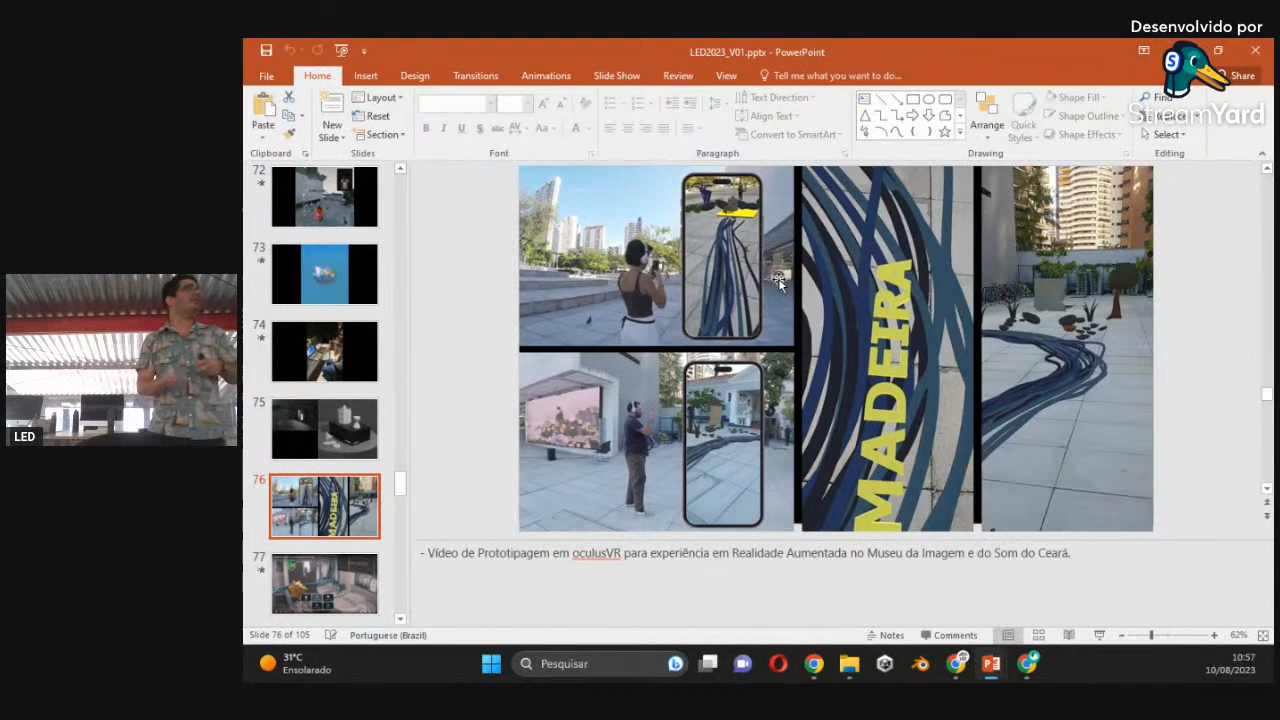 Desenvolvido por
StreamYard
LED2023_V01.pptx - PowerPoint
File Home Insert Design Transitions Animations Slide Show Review View Tell me what you want to do... Share
Paste
New Slide
Layout
Reset
Section
B I U S abc AV Aa A
Text Direction
Align Text
Convert to SmartArt
Arrange
Quick Styles
Shape Fill
Shape Outline
Shape Effects
Find
Select
Clipboard Slides Font Paragraph Drawing Editing
72
73
74
75
76
77
MADEIRA
MADEIRA
LED
- Vídeo de Prototipagem em oculusVR para experiência em Realidade Aumentada no Museu da Imagem e do Som do Ceará.
Slide 76 of 105 Portuguese (Brazil) Notes Comments 62%
31°C
Ensolarado
Pesquisar
10:57
10/08/2023